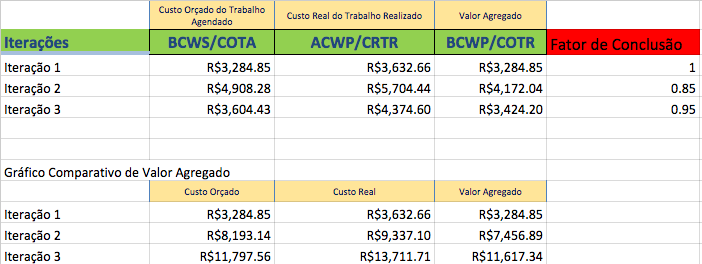 Custo Orçado do Trabalho Agendado Custo Real do Trabalho Realizado Valor Agregado
Iterações BCWS/COTA ACWP/CRTR BCWP/COTR Fator de Conclusão
Iteração 1 R$3,284.85 R$3,632.66 R$3,284.85 1
Iteração 2 R$4,908.28 R$5,704.44 R$4,172.04 0.85
Iteração 3 R$3,604.43 R$4,374.60 R$3,424.20 0.95
Gráfico Comparativo de Valor Agregado
Custo Orçado Custo Real Valor Agregado
Iteração 1 R$3,284.85 R$3,632.66 R$3,284.85
Iteração 2 R$8,193.14 R$9,337.10 R$7,456.89
Iteração 3 R$11,797.56 R$13,711.71 R$11,617.34